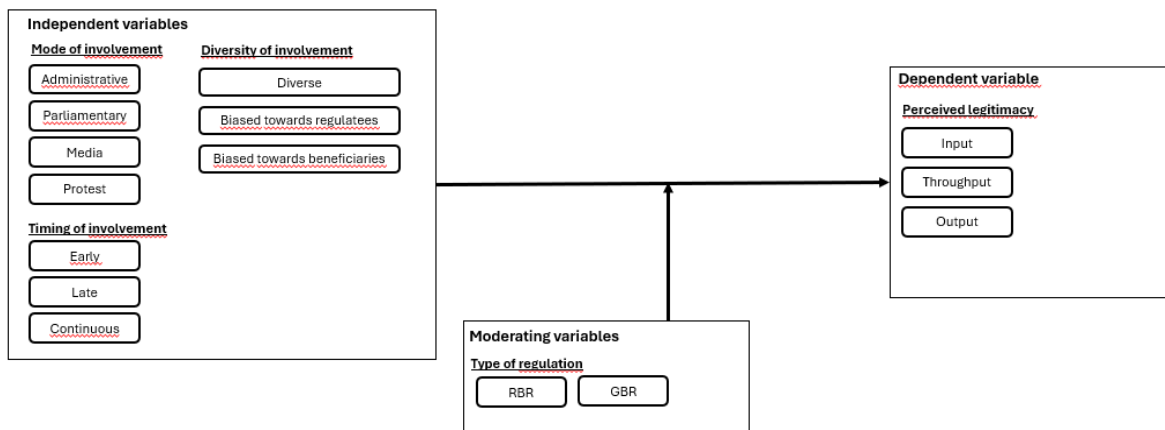 Independent variables
Mode of involvement
Administrative
Parliamentary
Media
Protest
Timing of involvement
Early
Late
Continuous
Diversity of involvement
Diverse
Biased towards regulatees
Biased towards beneficiaries
Moderating variables
Type of regulation
RBR
GBR
Dependent variable
Perceived legitimacy
Input
Throughput
Output